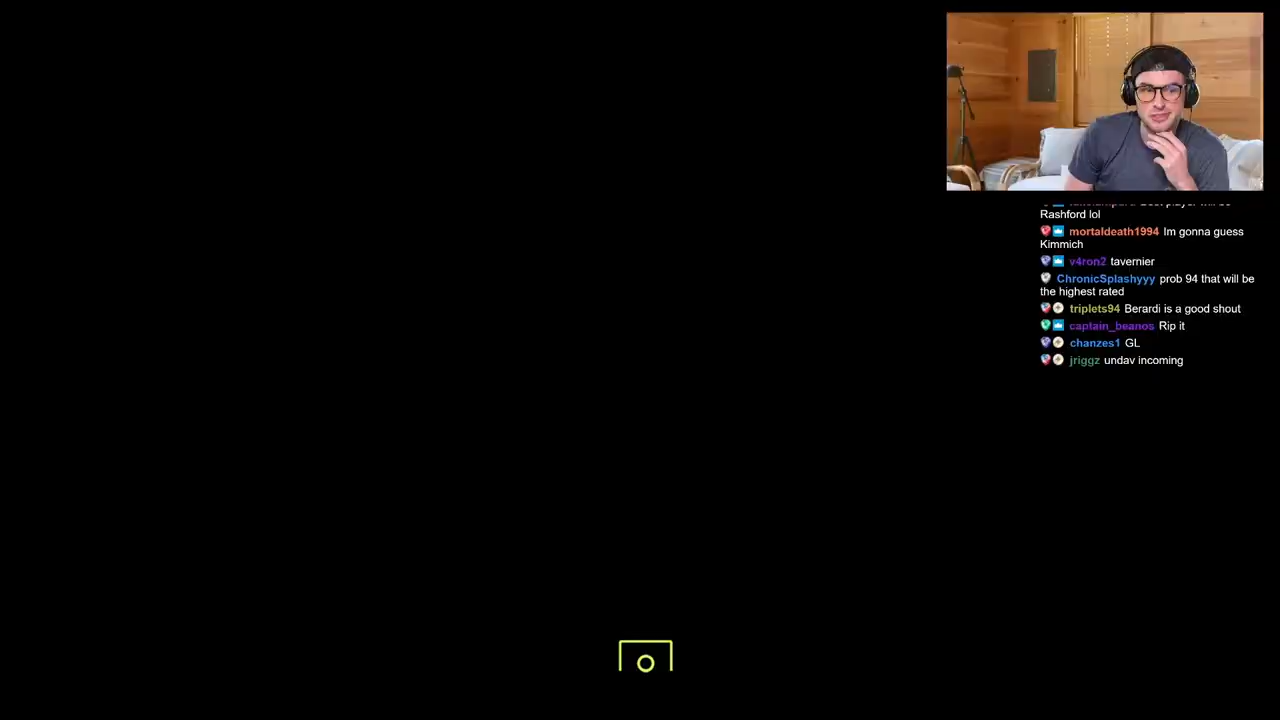 Rashford lol
mortaldeath1994 Im gonna guess
Kimmich
v4ron2 tavernier
ChronicSplashyyy prob 94 that will be
the highest rated
triplets94 Berardi is a good shout
captain_beanos Rip it
chanzes1 GL
jriggz undav incoming